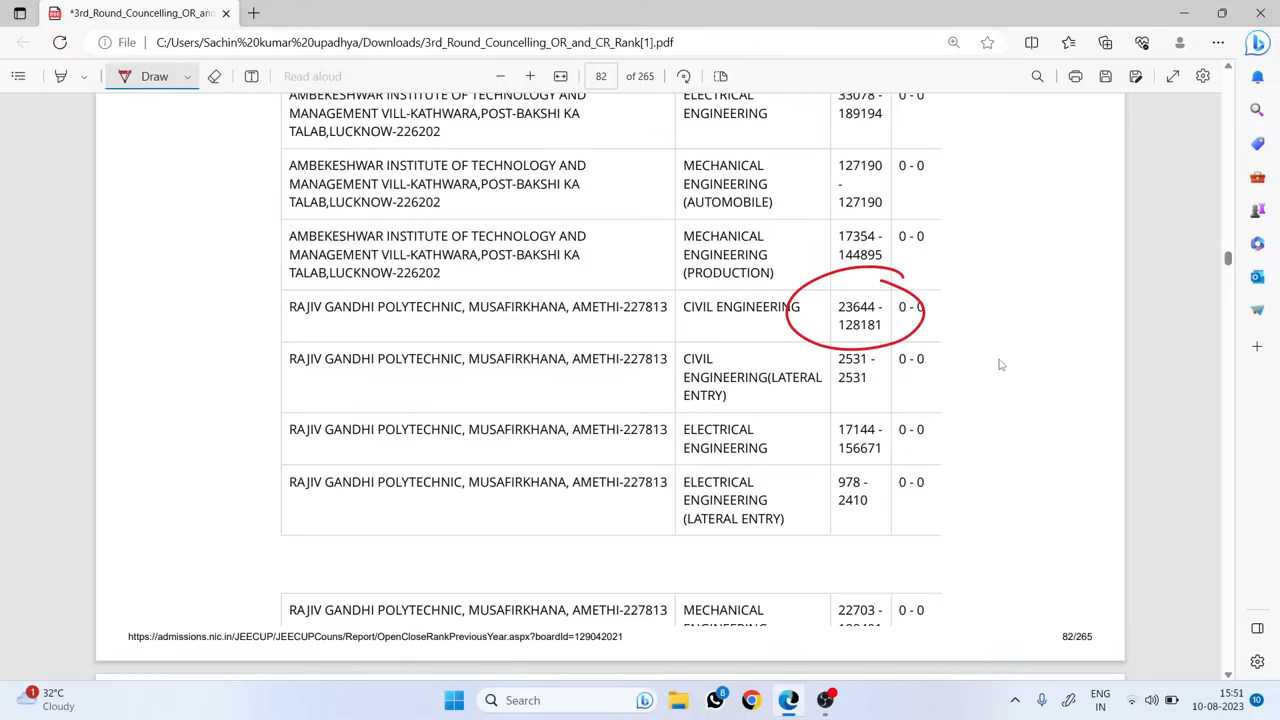 *3rd_Round_Councelling_OR_and
File
C:/Users/Sachin%20kumar%20upadhya/Downloads/3rd_Round_Councelling_OR_and_CR_Rank[1].pdf
Draw
Read aloud
82
of 265
AMBEKESHWAR INSTITUTE OF TECHNOLOGY AND
MANAGEMENT VILL-KATHWARA,POST-BAKSHI KA
TALAB,LUCKNOW-226202
ELECTRICAL
ENGINEERING
33078 -
189194
0 - 0
AMBEKESHWAR INSTITUTE OF TECHNOLOGY AND
MANAGEMENT VILL-KATHWARA,POST-BAKSHI KA
TALAB,LUCKNOW-226202
MECHANICAL
ENGINEERING
(AUTOMOBILE)
127190
-
127190
0 - 0
AMBEKESHWAR INSTITUTE OF TECHNOLOGY AND
MANAGEMENT VILL-KATHWARA,POST-BAKSHI KA
TALAB,LUCKNOW-226202
MECHANICAL
ENGINEERING
(PRODUCTION)
17354 -
144895
0 - 0
RAJIV GANDHI POLYTECHNIC, MUSAFIRKHANA, AMETHI-227813
CIVIL ENGINEERING
23644 -
128181
0 - 0
RAJIV GANDHI POLYTECHNIC, MUSAFIRKHANA, AMETHI-227813
CIVIL
ENGINEERING(LATERAL
ENTRY)
2531 -
2531
0 - 0
RAJIV GANDHI POLYTECHNIC, MUSAFIRKHANA, AMETHI-227813
ELECTRICAL
ENGINEERING
17144 -
156671
0 - 0
RAJIV GANDHI POLYTECHNIC, MUSAFIRKHANA, AMETHI-227813
ELECTRICAL
ENGINEERING
(LATERAL ENTRY)
978 -
2410
0 - 0
RAJIV GANDHI POLYTECHNIC, MUSAFIRKHANA, AMETHI-227813
MECHANICAL
22703 -
0 - 0
https://admissions.nic.in/JEECUP/JEECUPCouns/Report/OpenCloseRankPreviousYear.aspx?boardId=129042021
82/265
1
32°C
Cloudy
Search
8
ENG
IN
15:51
10-08-2023
10